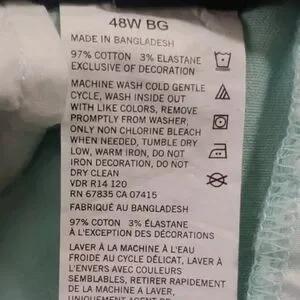 48W BG
MADE IN BANGLADESH
97% COTTON 3% ELASTANE
EXCLUSIVE OF DECORATION
MACHINE WASH COLD GENTLE
CYCLE, WASH INSIDE OUT
WITH LIKE COLORS, REMOVE
PROMPTLY FROM WASHER,
ONLY NON CHLORINE BLEACH
WHEN NEEDED, TUMBLE DRY
LOW, WARM IRON, DO NOT
IRON DECORATION, DO NOT
DRY CLEAN
VDR R14 120
RN 67835 CA 07415
FABRIQUÉ AU BANGLADESH
97% COTON 3% ÉLASTANE
À L'EXCEPTION DES DÉCORATIONS
LAVER À LA MACHINE À L'EAU
FROIDE AU CYCLE DÉLICAT, LAVER À
L'ENVERS AVEC COULEURS
SEMBLABLES, RETIRER RAPIDEMENT
DE LA MACHINE A LAVER,
UNIQUEMENT AGENT DE